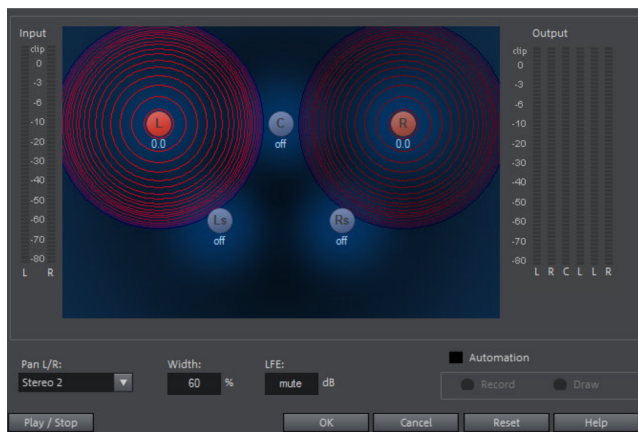 Input
clip
0
-3
-6
-10
-20
-30
-40
-50
-60
-70
-80
L R
L
0.0
C
off
R
0.0
Ls
off
Rs
off
Output
clip
0
-3
-6
-10
-20
-30
-40
-50
-60
-70
-80
L R C L L R
Pan L/R:
Stereo 2
Width:
60 %
LFE:
mute dB
Automation
Record Draw
Play / Stop OK Cancel Reset Help